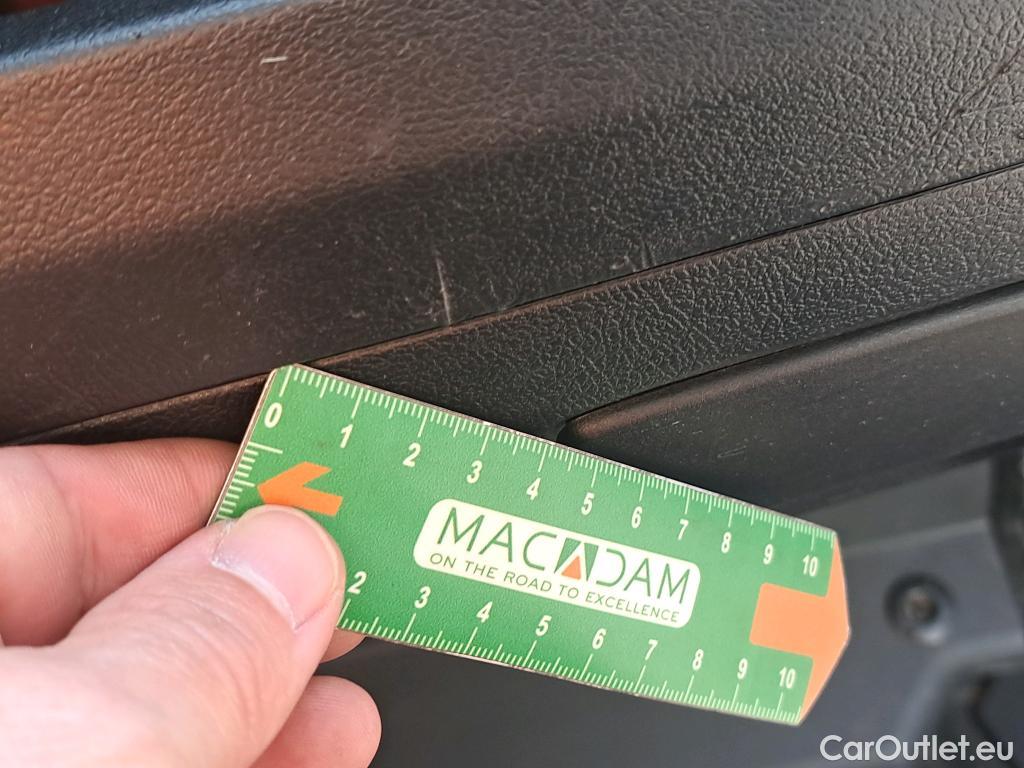 0 1 2 3 4 5 6 7 8 9 10
MACADAM
ON THE ROAD TO EXCELLENCE
2 3 4 5 6 7 8 9 10
CarOutlet.eu